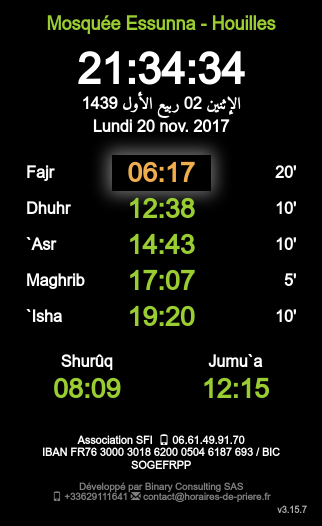 Mosquée Essunna - Houilles
21:34:34
الإثنين 02 ربيع الأول 1439
Lundi 20 nov. 2017
Fajr 06:17 20'
Dhuhr 12:38 10'
`Asr 14:43 10'
Maghrib 17:07 5'
`Isha 19:20 10'
Shurûq Jumu`a
08:09 12:15
Association SFI 06.61.49.91.70
IBAN FR76 3000 3018 6200 0504 6187 693 / BIC
SOGEFRPP
Développé par Binary Consulting SAS
+33629111641 contact@horaires-de-priere.fr
v3.15.7